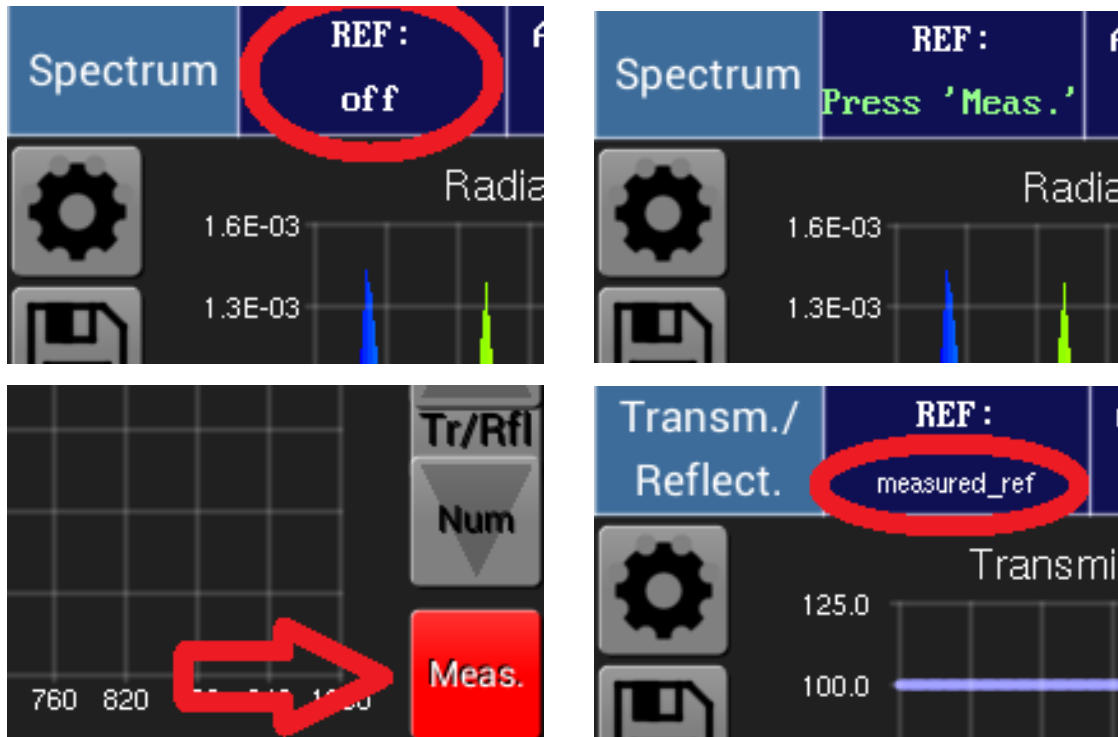 Spectrum
REF:
off
Radia
1.6E-03
1.3E-03
Spectrum
REF:
Press 'Meas.'
Radia
1.6E-03
1.3E-03
Tr/Rfl
Num
Meas.
760 820
Transm./
Reflect.
REF:
measured_ref
Transmi
125.0
100.0